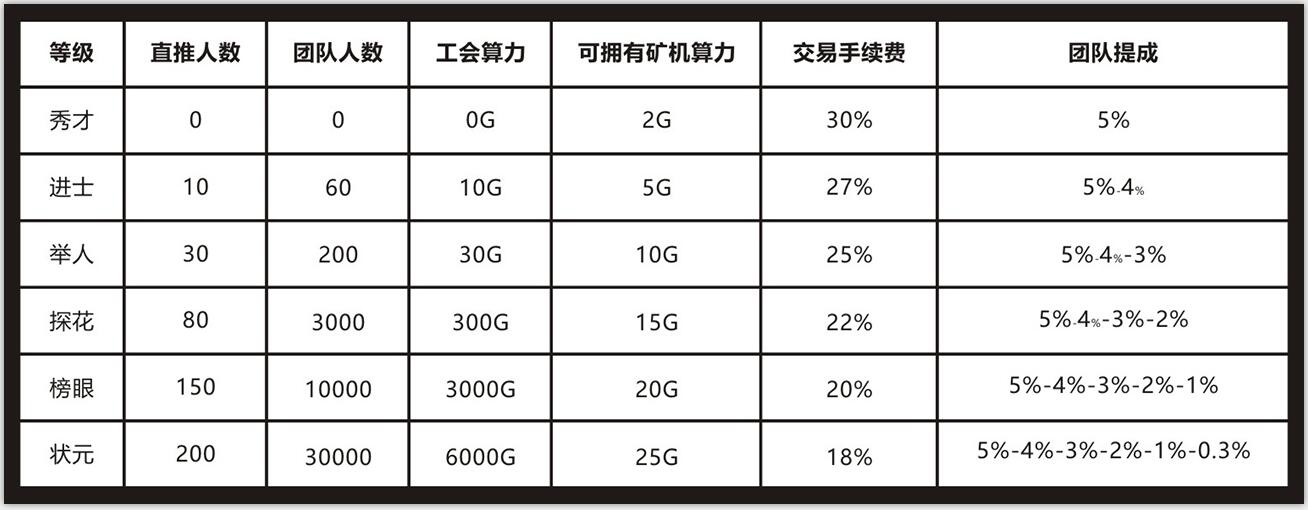 等级 直推人数 团队人数 工会算力 可拥有矿机算力 交易手续费 团队提成
秀才 0 0 0G 2G 30% 5%
进士 10 60 10G 5G 27% 5%-4%
举人 30 200 30G 10G 25% 5%-4%-3%
探花 80 3000 300G 15G 22% 5%-4%-3%-2%
榜眼 150 10000 3000G 20G 20% 5%-4%-3%-2%-1%
状元 200 30000 6000G 25G 18% 5%-4%-3%-2%-1%-0.3%